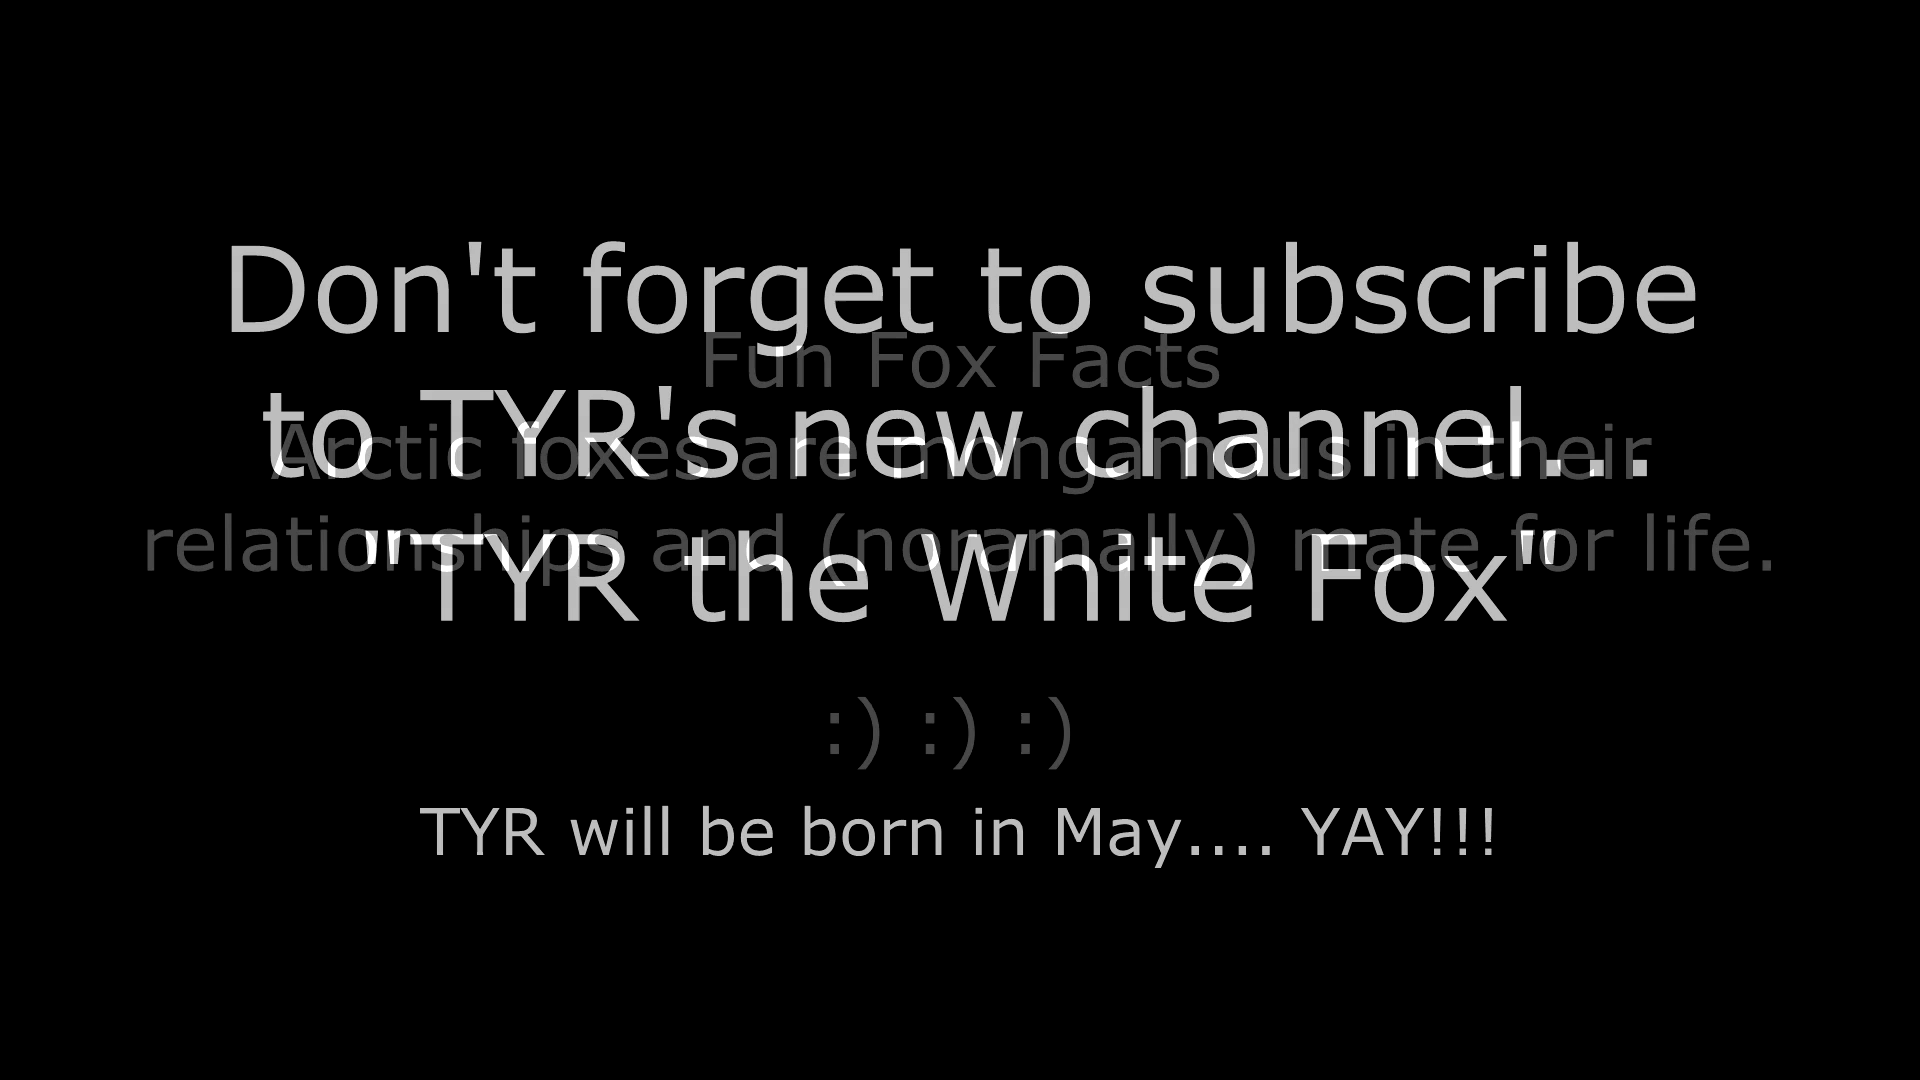 Don't forget to subscribe
Fun Fox Facts
to TYR's new channel...
Arctic foxes are mongamous in their
relationships and (noramally) mate for life.
"TYR the White Fox"
:) :) :)
TYR will be born in May.... YAY!!!